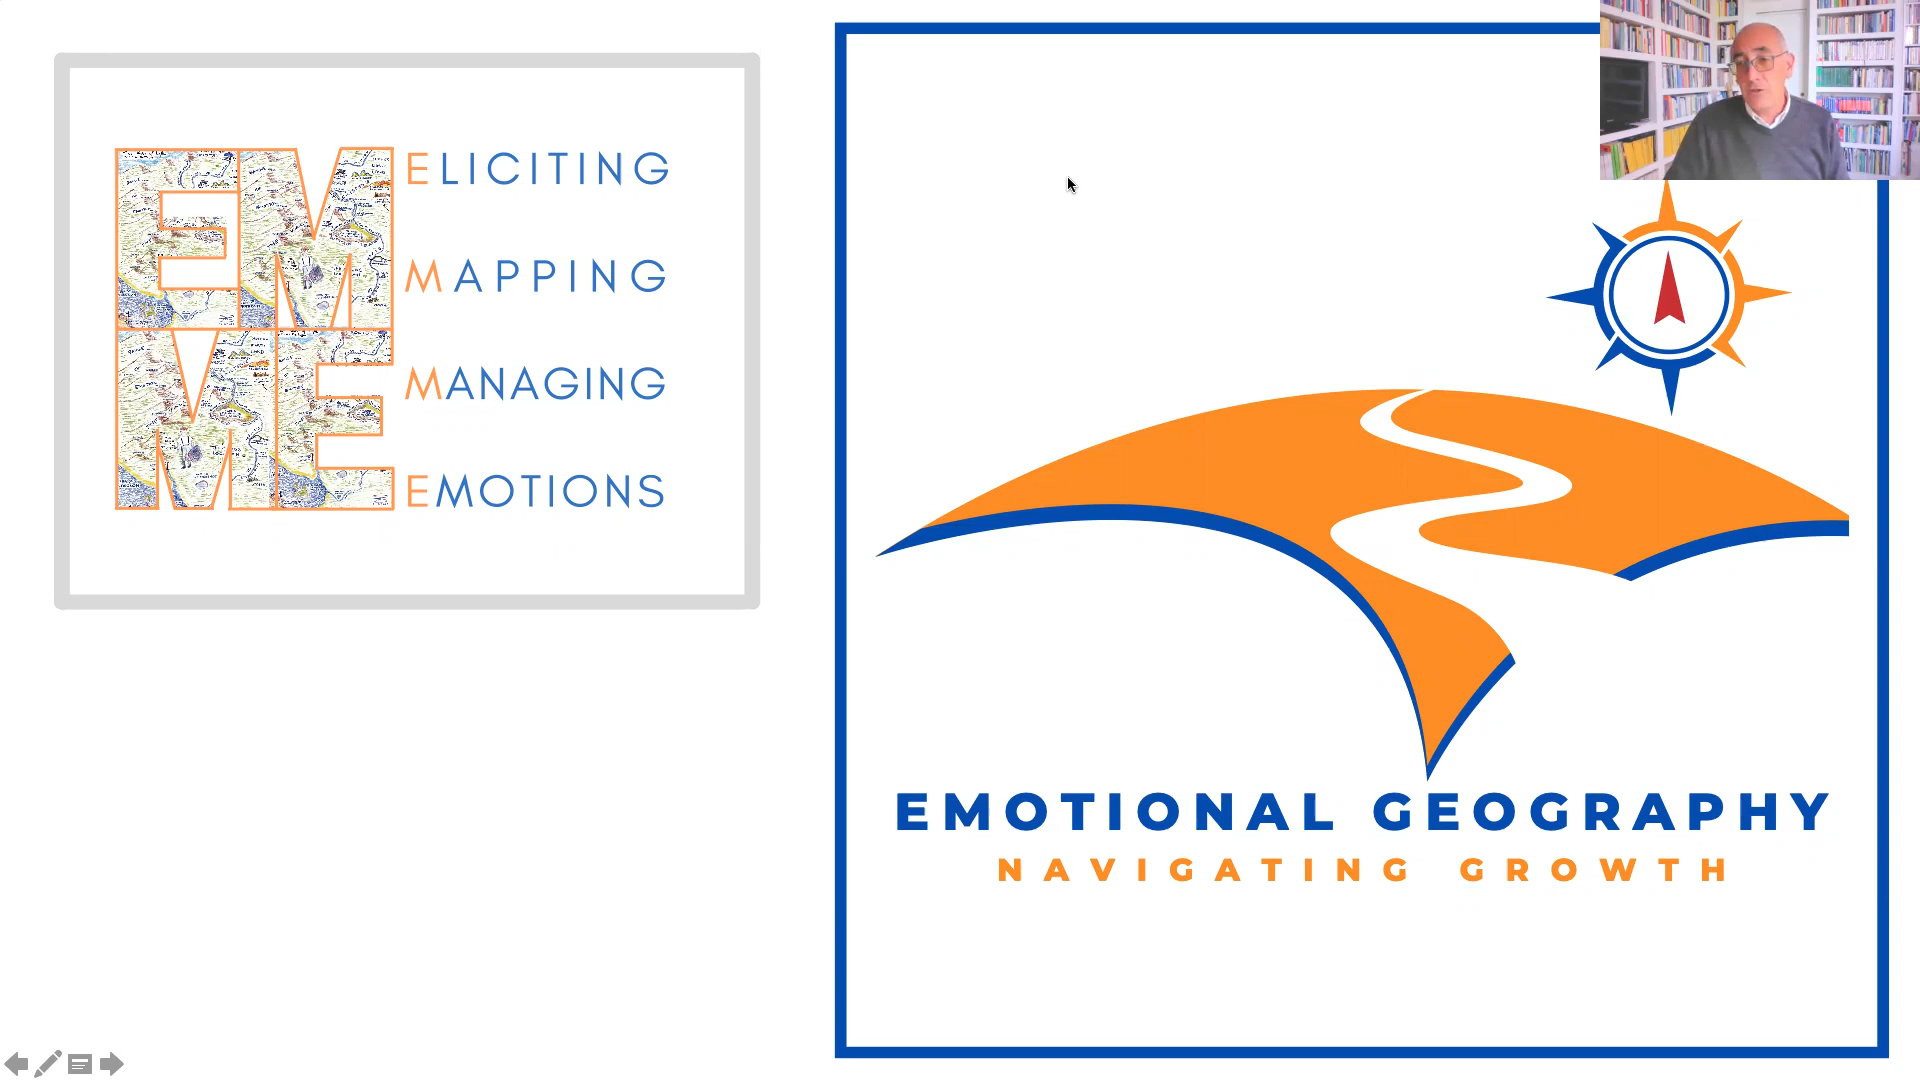 EM
ME
ELICITING
MAPPING
MANAGING
EMOTIONS
EMOTIONAL GEOGRAPHY
NAVIGATING GROWTH